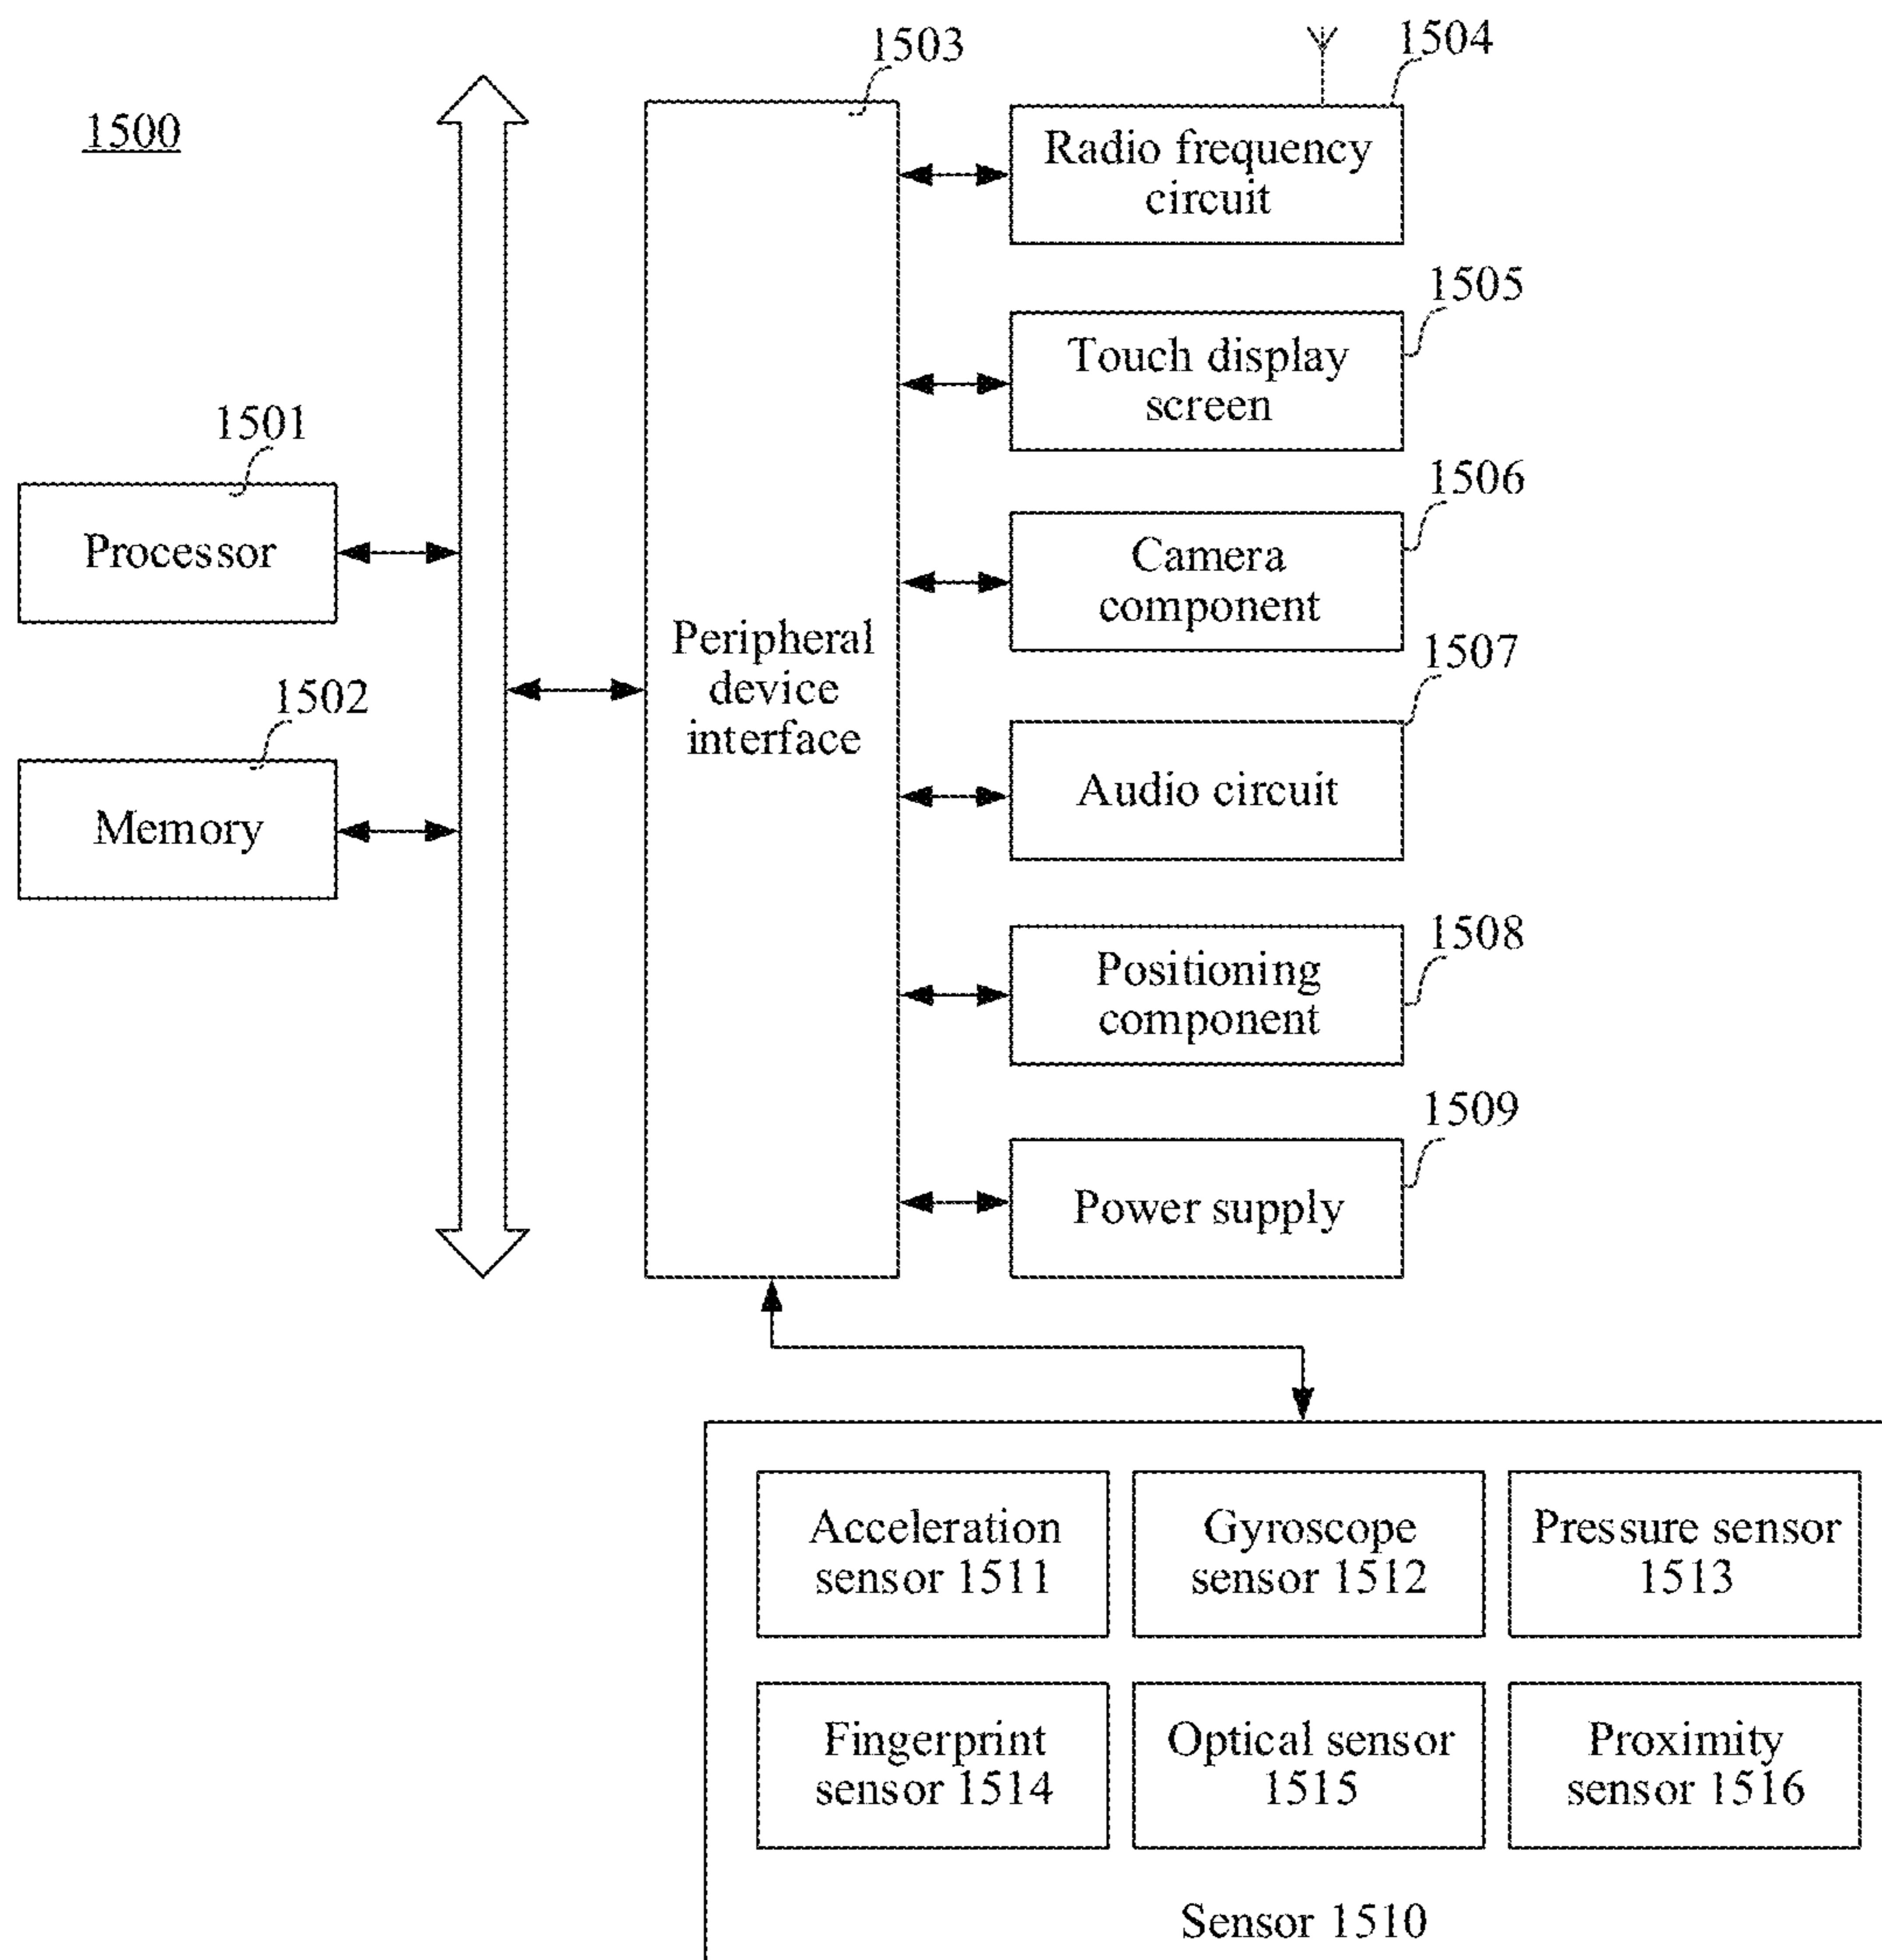 1500
1503
1504
Radio frequency
circuit
1505
Touch display
screen
1501
Processor
1506
Camera
component
Peripheral
device
interface
1502
Memory
1507
Audio circuit
1508
Positioning
component
1509
Power supply
Acceleration
sensor 1511
Gyroscope
sensor 1512
Pressure sensor
1513
Fingerprint
sensor 1514
Optical sensor
1515
Proximity
sensor 1516
Sensor 1510